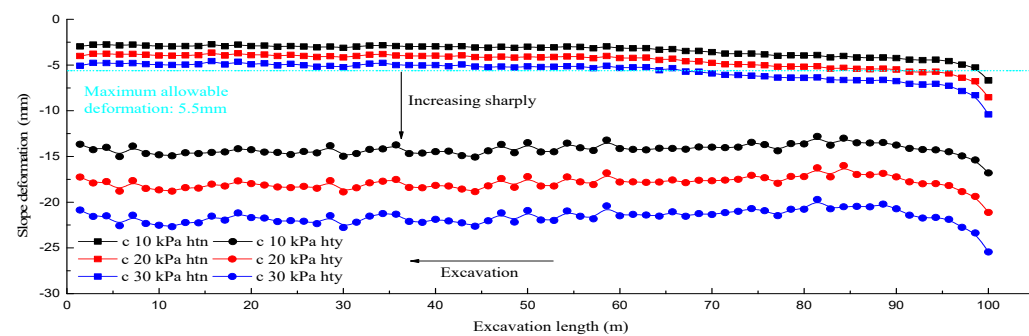 0
-5
-10
-15
-20
-25
-30
Slope deformation (mm)
Maximum allowable
deformation: 5.5mm
Increasing sharply
c 10 kPa htn
c 10 kPa hty
c 20 kPa htn
c 20 kPa hty
c 30 kPa htn
c 30 kPa hty
Excavation
0 10 20 30 40 50 60 70 80 90 100
Excavation length (m)